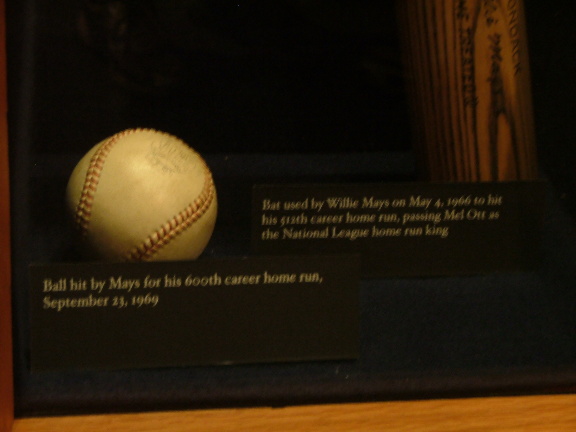 Bat used by Willie Mays on May 4, 1966 to hit
his 512th career home run, passing Mel Ott as
the National League home run king
Ball hit by Mays for his 600th career home run,
September 23, 1969